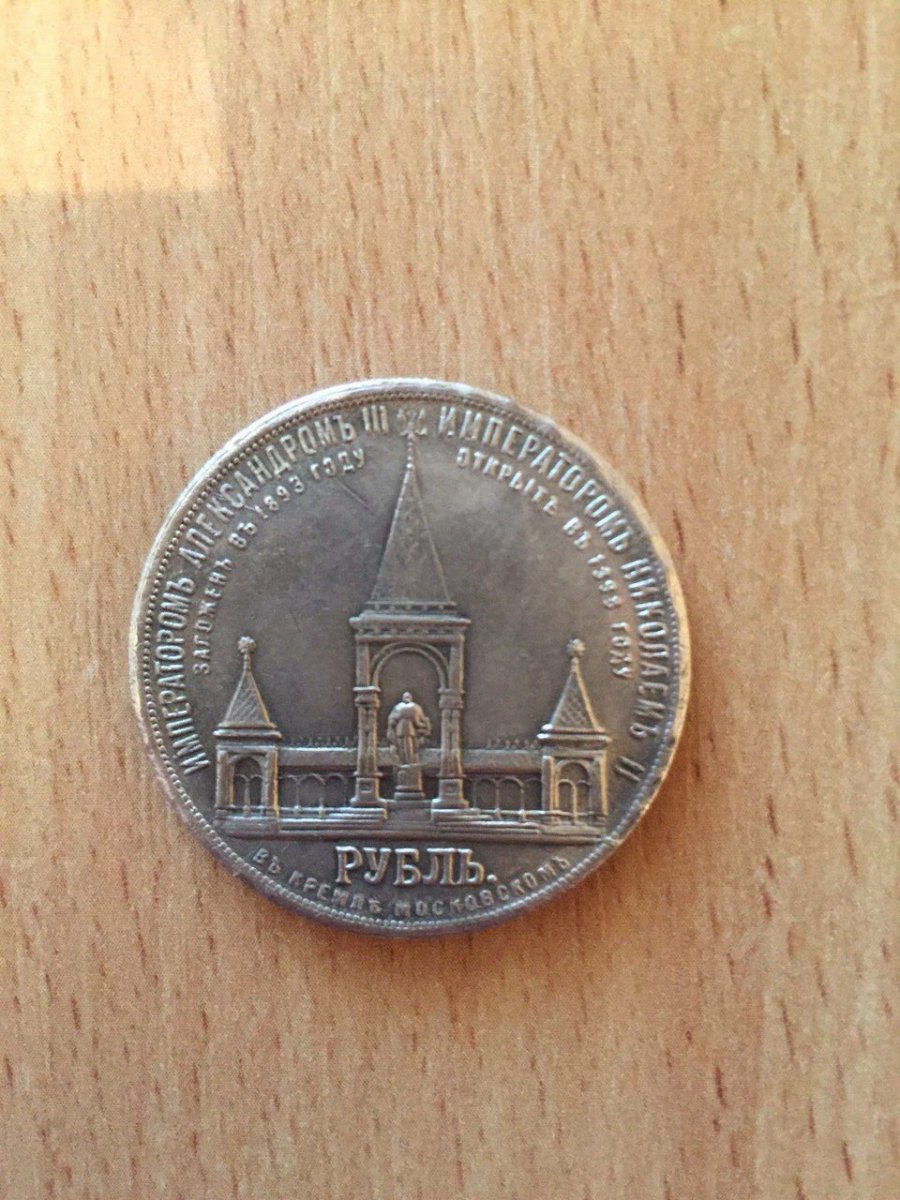 ИМПЕРАТОРОМЪ АЛЕКСАНДРОМЪ III
ЗАЛОЖЕНЪ ВЪ 1893 ГОДУ
ИМПЕРАТОРОМЪ НИКОЛАЕМЪ II
ОТКРЫТЪ ВЪ 1898 ГОДУ
РУБЛЬ.
ВЪ КРЕМЛѢ МОСКОВСКОМЪ